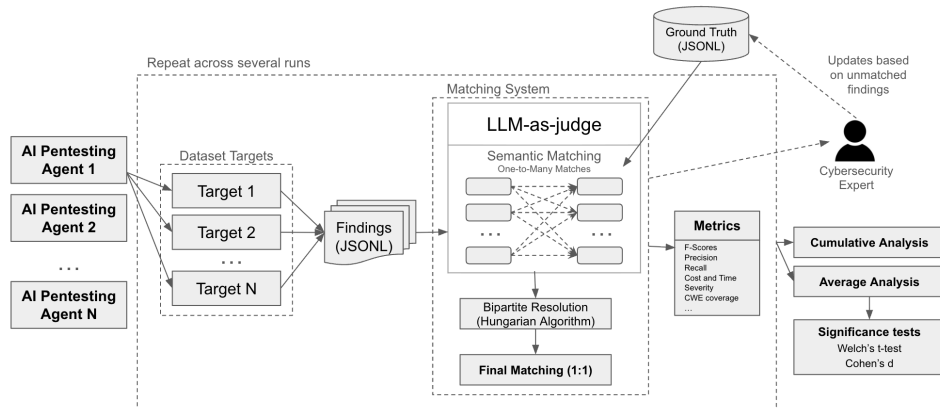 Ground Truth
(JSONL)
Repeat across several runs
Updates based on
unmatched
findings
Matching System
LLM-as-judge
AI Pentesting
Agent 1
Dataset Targets
Semantic Matching
One-to-Many Matches
Cybersecurity
Expert
Target 1
AI Pentesting
Agent 2
Target 2
Findings
(JSONL)
...
...
...
...
Target N
AI Pentesting
Agent N
Metrics
F-Scores
Precision
Recall
Cost and Time
Severity
CWE coverage
...
Cumulative Analysis
Average Analysis
Bipartite Resolution
(Hungarian Algorithm)
Significance tests
Welch's t-test
Cohen's d
Final Matching (1:1)